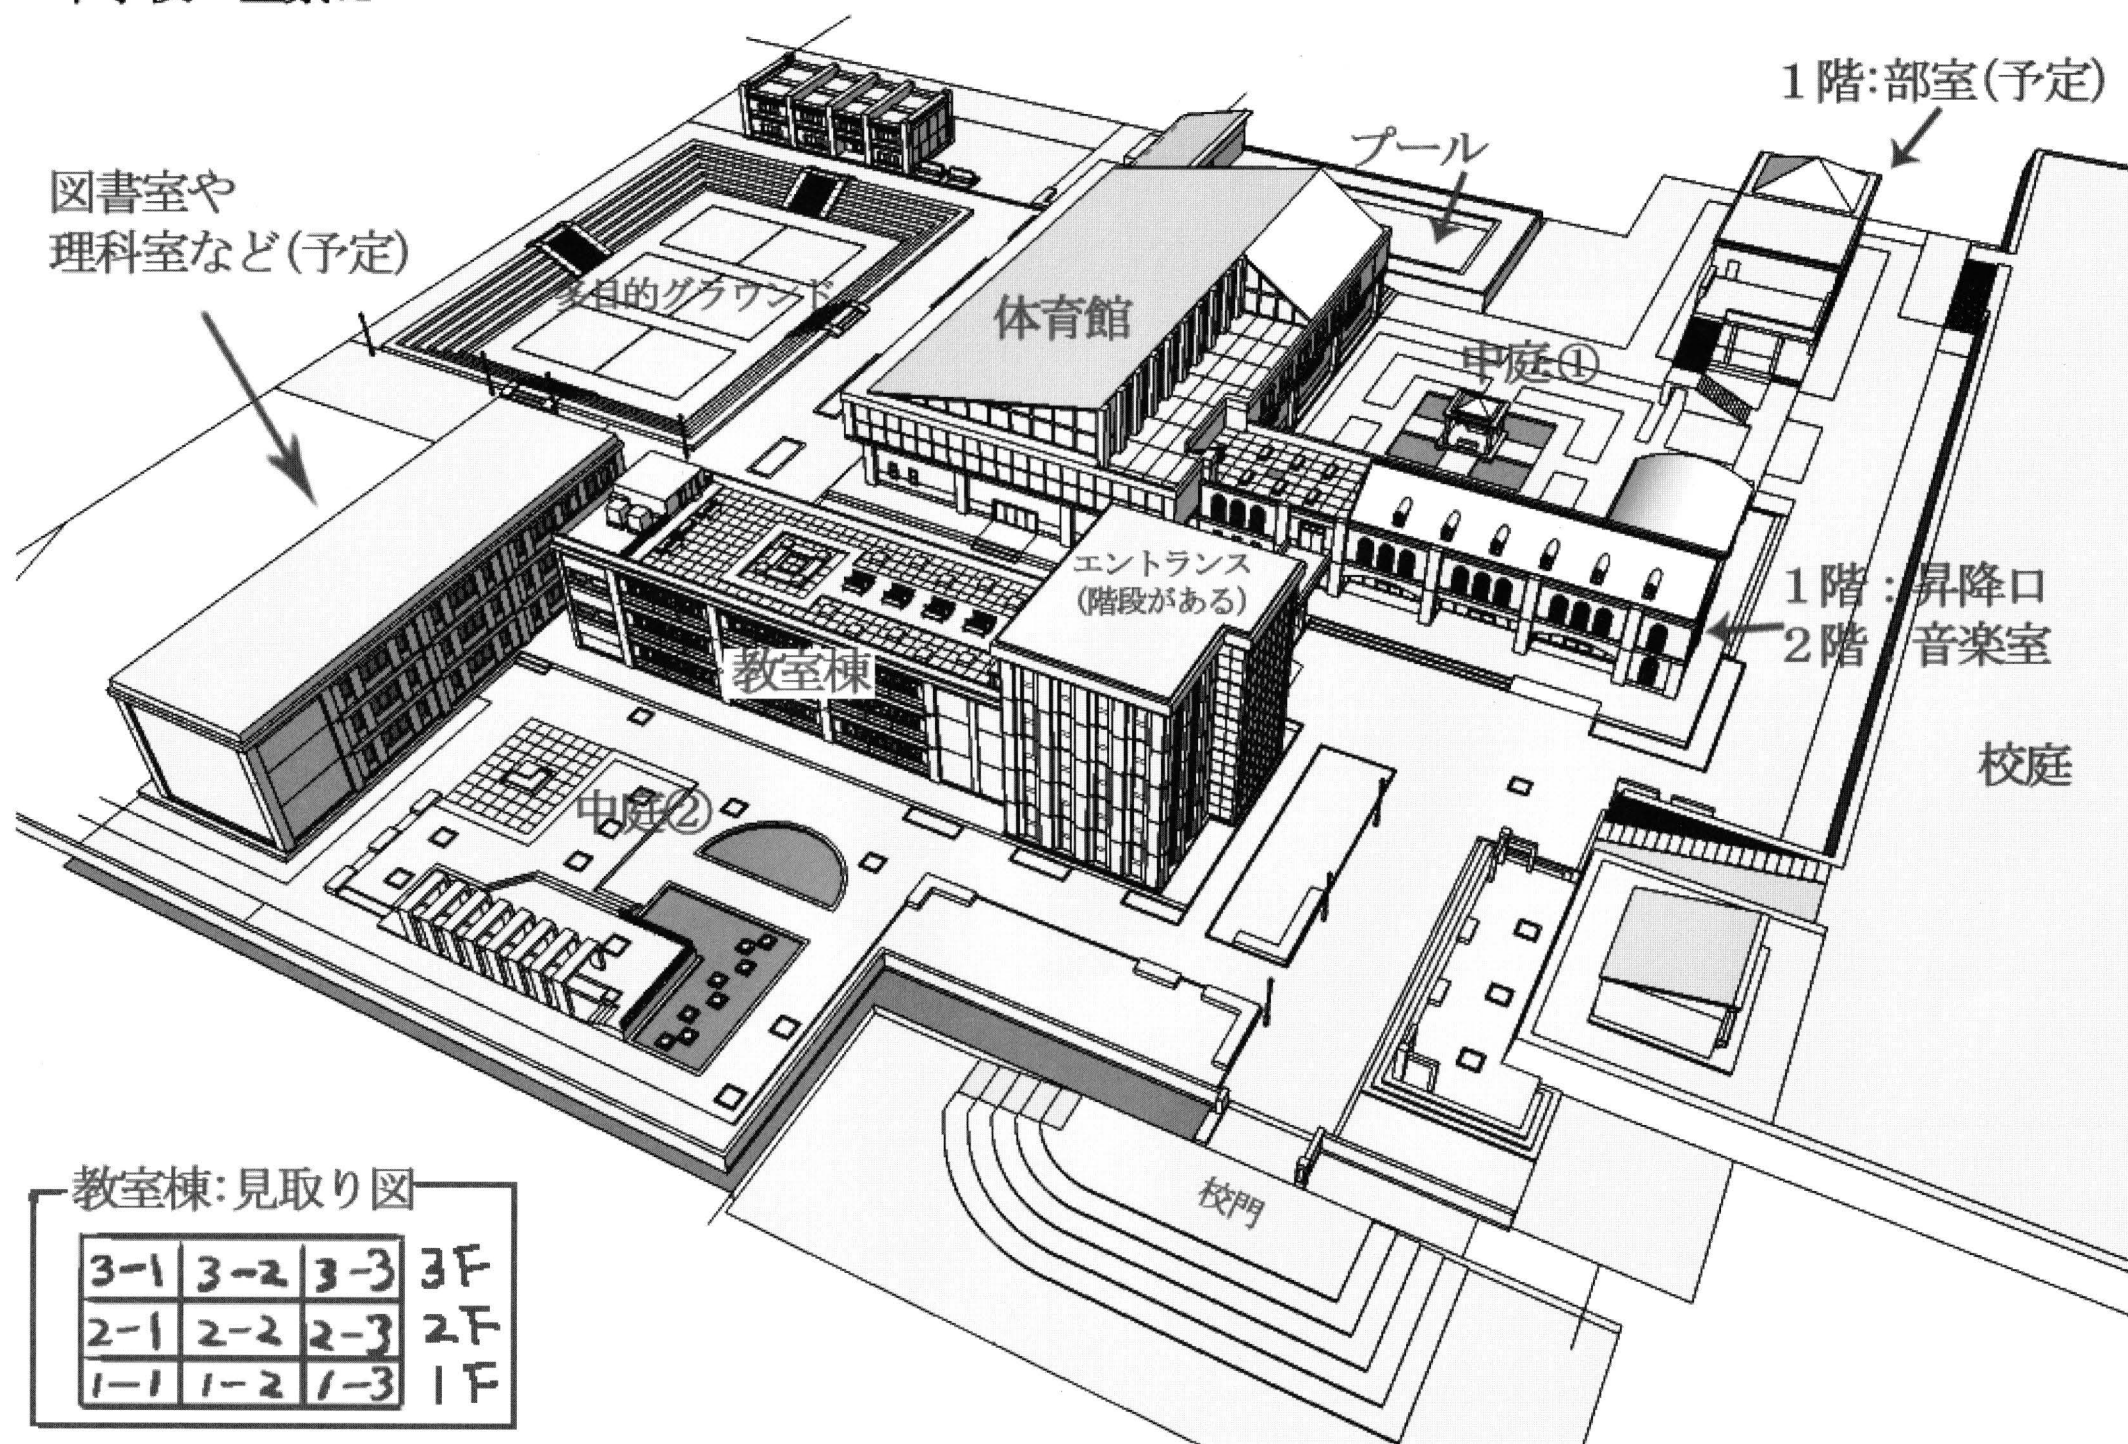 1階:部室(予定)
プール
図書室や
理科室など(予定)
多目的グラウンド
体育館
中庭①
エントランス
(階段がある)
1階：昇降口
2階　音楽室
教室棟
校庭
中庭②
校門
教室棟:見取り図
3-1 3-2 3-3 3F
2-1 2-2 2-3 2F
1-1 1-2 1-3 1F